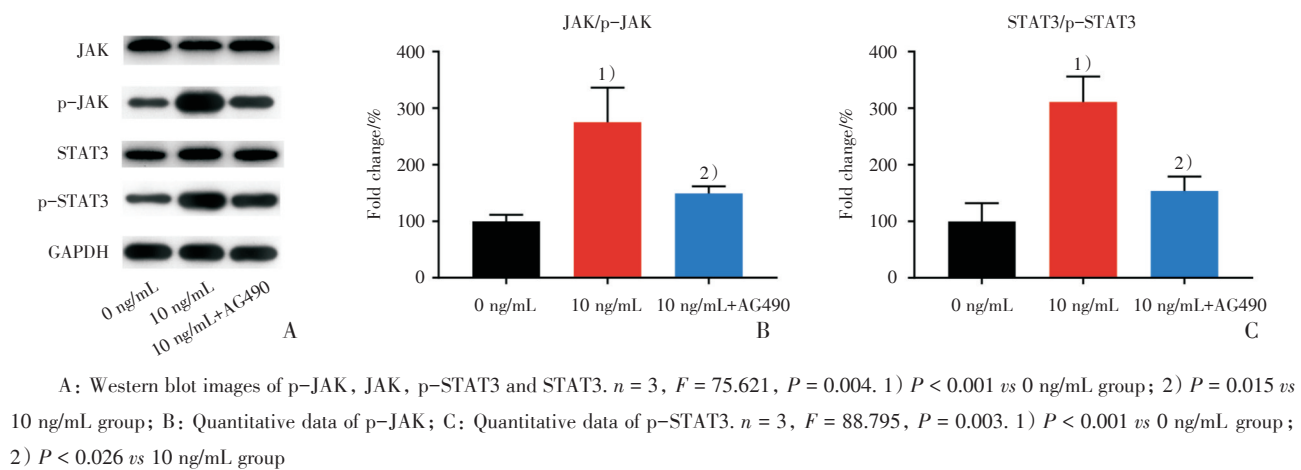 JAK
p-JAK
STAT3
p-STAT3
GAPDH
0 ng/mL
10 ng/mL
10 ng/mL+AG490
A
JAK/p-JAK
Fold change/%
400
300
200
100
0
1)
2)
0 ng/mL
10 ng/mL
10 ng/mL+AG490
B
STAT3/p-STAT3
Fold change/%
400
300
200
100
0
1)
2)
0 ng/mL
10 ng/mL
10 ng/mL+AG490
C
A: Western blot images of p-JAK, JAK, p-STAT3 and STAT3. n = 3, F = 75.621, P = 0.004. 1) P < 0.001 vs 0 ng/mL group; 2) P = 0.015 vs
10 ng/mL group; B: Quantitative data of p-JAK; C: Quantitative data of p-STAT3. n = 3, F = 88.795, P = 0.003. 1) P < 0.001 vs 0 ng/mL group;
2) P < 0.026 vs 10 ng/mL group